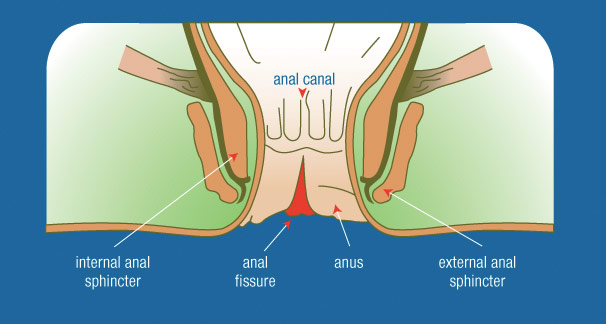 anal canal
internal anal
sphincter
anal
fissure
anus
external anal
sphincter